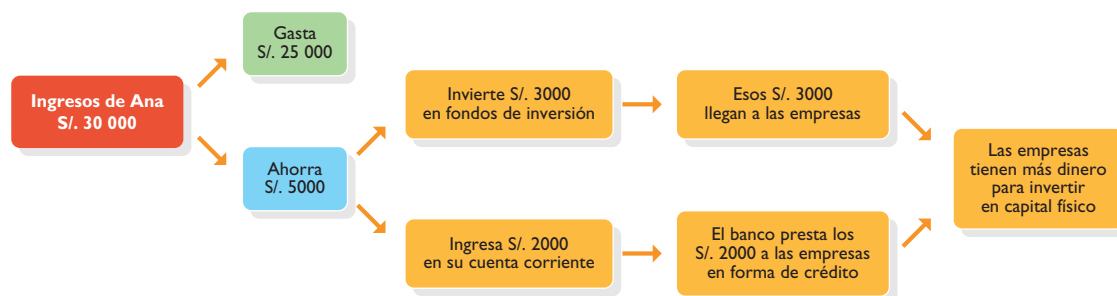 Ingresos de Ana
S/. 30 000
Gasta
S/. 25 000
Ahorra
S/. 5000
Invierte S/. 3000
en fondos de inversión
Esos S/. 3000
llegan a las empresas
Ingresa S/. 2000
en su cuenta corriente
El banco presta los
S/. 2000 a las empresas
en forma de crédito
Las empresas
tienen más dinero
para invertir
en capital físico